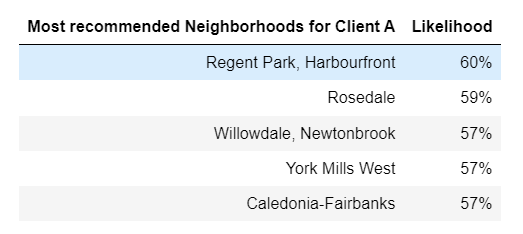 Most recommended Neighborhoods for Client A Likelihood
Regent Park, Harbourfront 60%
Rosedale 59%
Willowdale, Newtonbrook 57%
York Mills West 57%
Caledonia-Fairbanks 57%